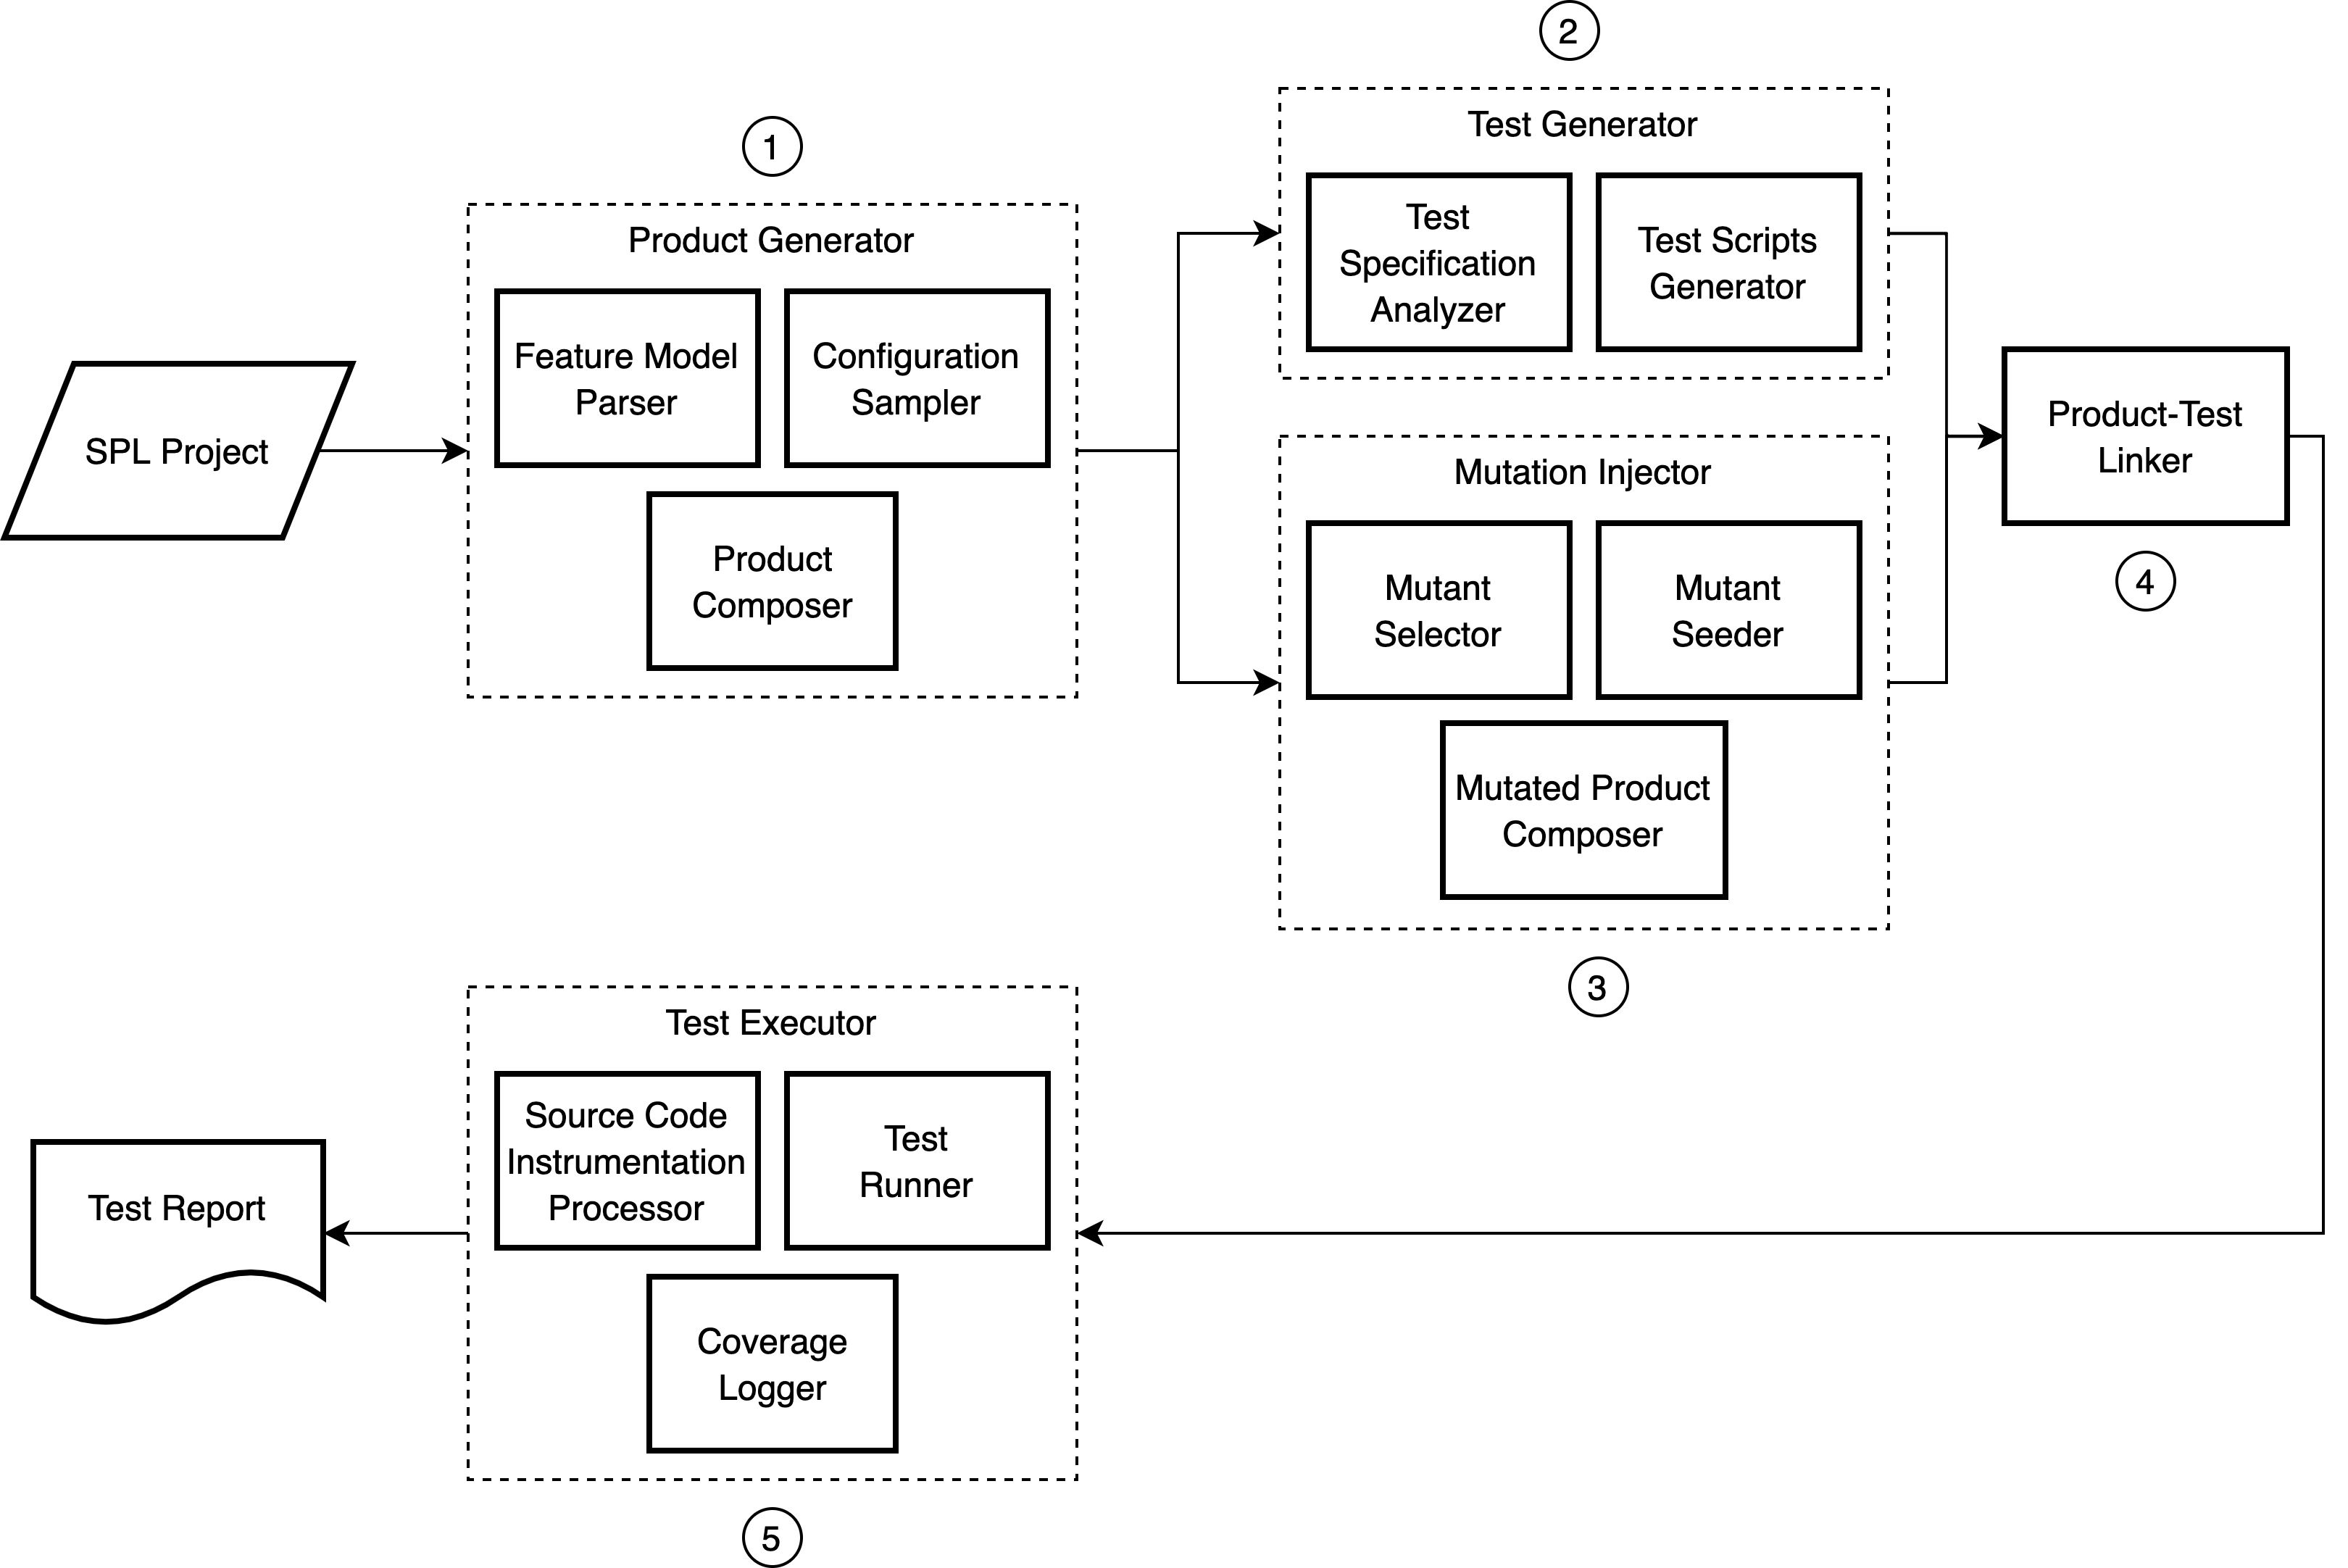 SPL Project
1
Product Generator
Feature Model
Parser
Configuration
Sampler
Product
Composer
2
Test Generator
Test
Specification
Analyzer
Test Scripts
Generator
Mutation Injector
Mutant
Selector
Mutant
Seeder
Mutated Product
Composer
3
Product-Test
Linker
4
Test Executor
Source Code
Instrumentation
Processor
Test
Runner
Coverage
Logger
5
Test Report